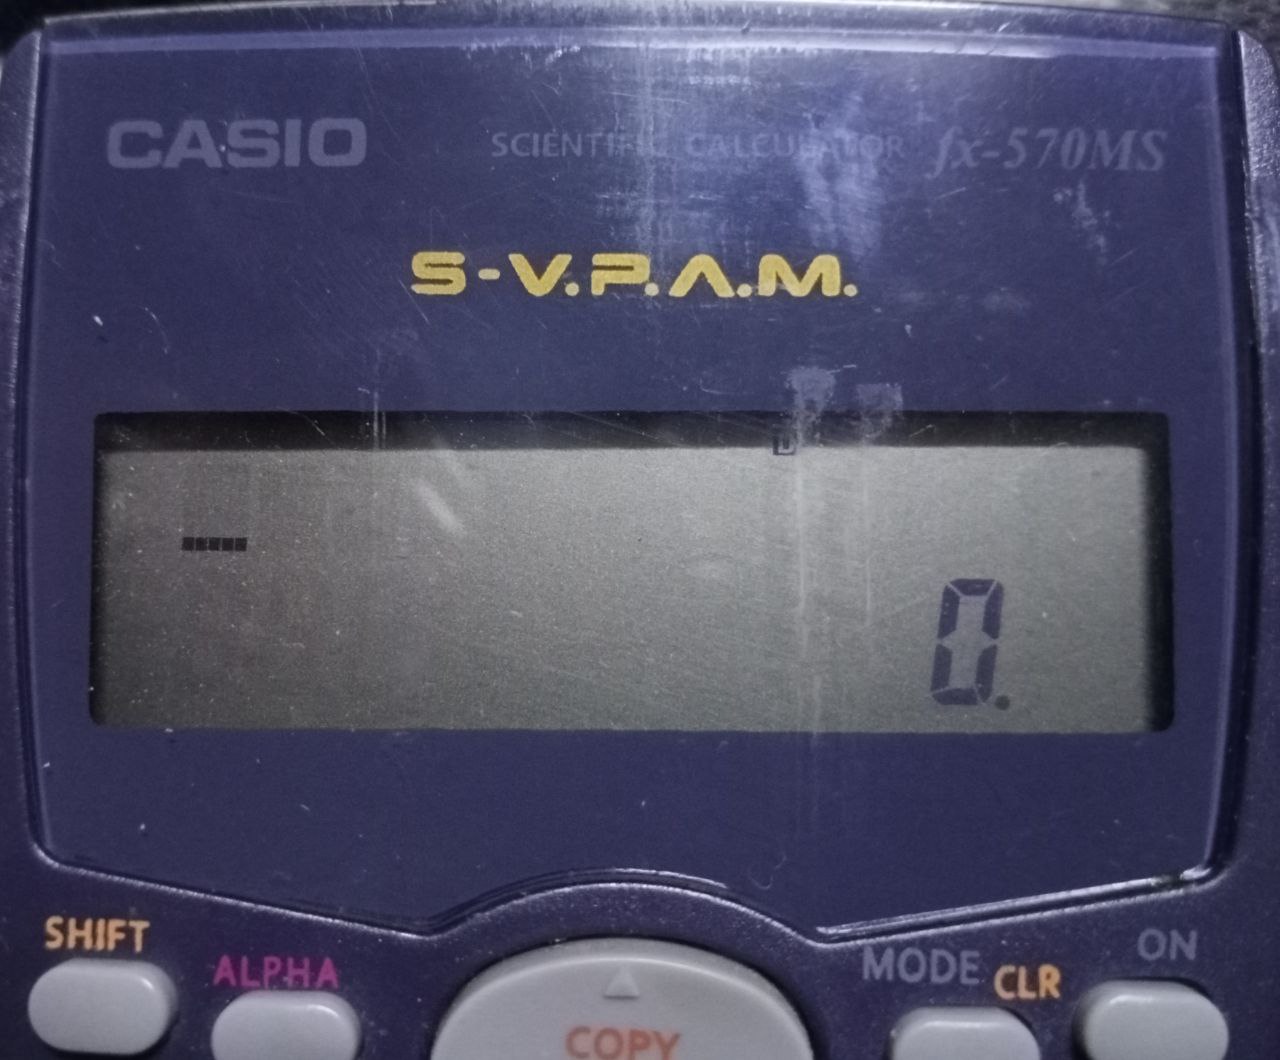 CASIO SCIENTIFIC CALCULATOR fx-570MS
S-V.P.A.M.
D
0.
SHIFT ALPHA MODE CLR ON
COPY